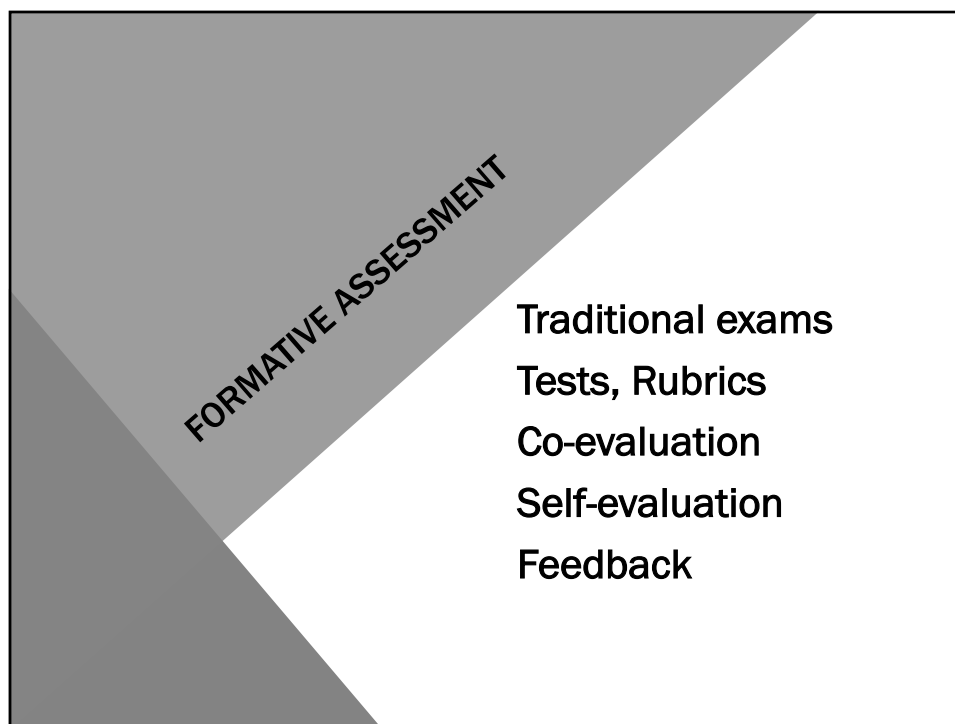 FORMATIVE ASSESSMENT
Traditional exams
Tests, Rubrics
Co-evaluation
Self-evaluation
Feedback